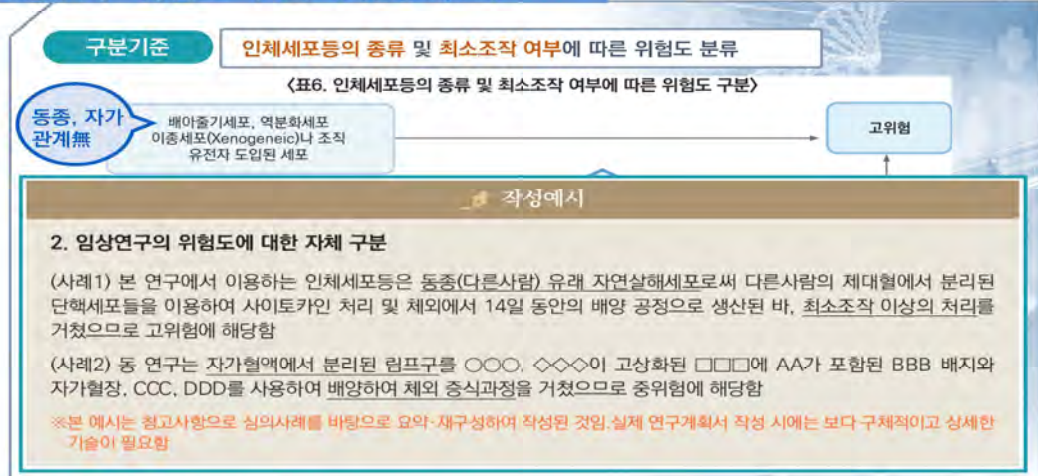 구분기준
인체세포등의 종류 및 최소조작 여부에 따른 위험도 분류
〈표6. 인체세포등의 종류 및 최소조작 여부에 따른 위험도 구분〉
동종, 자가
관계無
배아줄기세포, 역분화세포
이종세포(Xenogeneic)나 조직
유전자 도입된 세포
고위험
작성예시
2. 임상연구의 위험도에 대한 자체 구분
(사례1) 본 연구에서 이용하는 인체세포등은 동종(다른사람) 유래 자연살해세포로써 다른사람의 제대혈에서 분리된
단핵세포들을 이용하여 사이토카인 처리 및 체외에서 14일 동안의 배양 공정으로 생산된 바, 최소조작 이상의 처리를
거쳤으므로 고위험에 해당함
(사례2) 동 연구는 자가혈액에서 분리된 림프구를 ○○○, ◇◇◇이 고상화된 □□□에 AA가 포함된 BBB 배지와
자가혈장, CCC, DDD를 사용하여 배양하여 체외 증식과정을 거쳤으므로 중위험에 해당함
※본 예시는 참고사항으로 심의사례를 바탕으로 요약·재구성하여 작성된 것임.실제 연구계획서 작성 시에는 보다 구체적이고 상세한
기술이 필요함